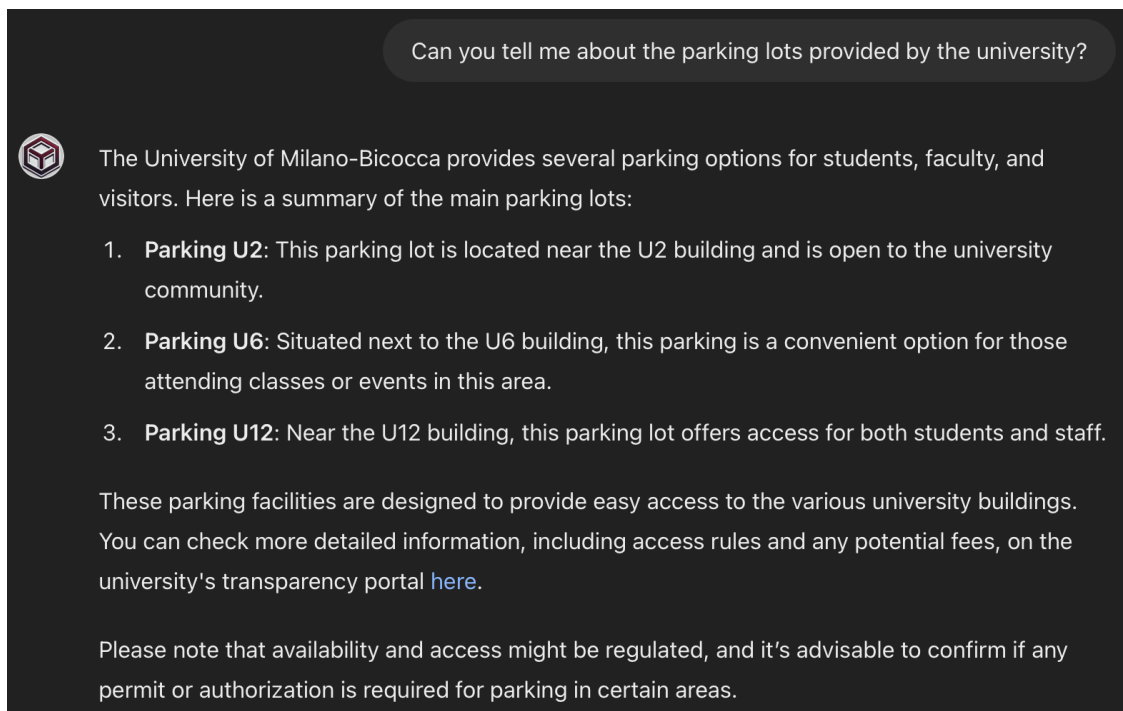 Can you tell me about the parking lots provided by the university?
The University of Milano-Bicocca provides several parking options for students, faculty, and
visitors. Here is a summary of the main parking lots:
1. Parking U2: This parking lot is located near the U2 building and is open to the university
community.
2. Parking U6: Situated next to the U6 building, this parking is a convenient option for those
attending classes or events in this area.
3. Parking U12: Near the U12 building, this parking lot offers access for both students and staff.
These parking facilities are designed to provide easy access to the various university buildings.
You can check more detailed information, including access rules and any potential fees, on the
university's transparency portal here.
Please note that availability and access might be regulated, and it’s advisable to confirm if any
permit or authorization is required for parking in certain areas.